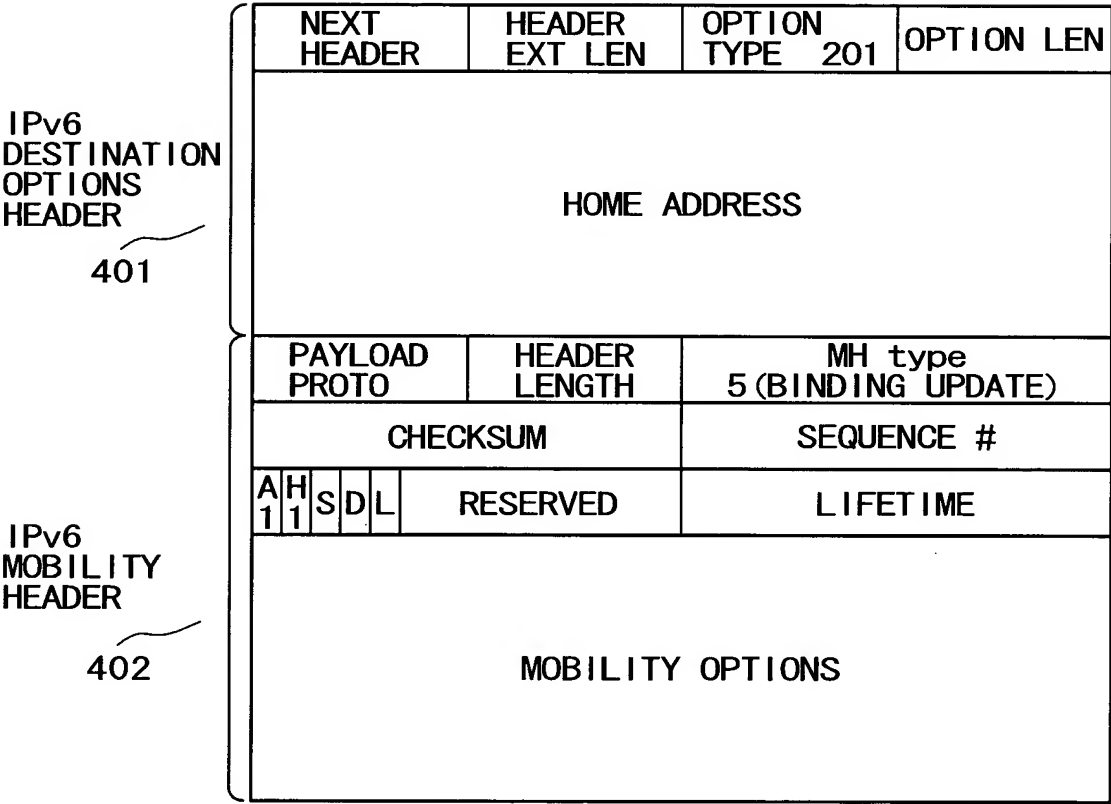 NEXT HEADER
HEADER EXT LEN
OPTION TYPE 201
OPTION LEN
IPv6
DESTINATION
OPTIONS
HEADER
401
HOME ADDRESS
PAYLOAD PROTO
HEADER LENGTH
MH type
5 (BINDING UPDATE)
CHECKSUM
SEQUENCE #
A 1
H 1
S
D
L
RESERVED
LIFETIME
IPv6
MOBILITY
HEADER
402
MOBILITY OPTIONS